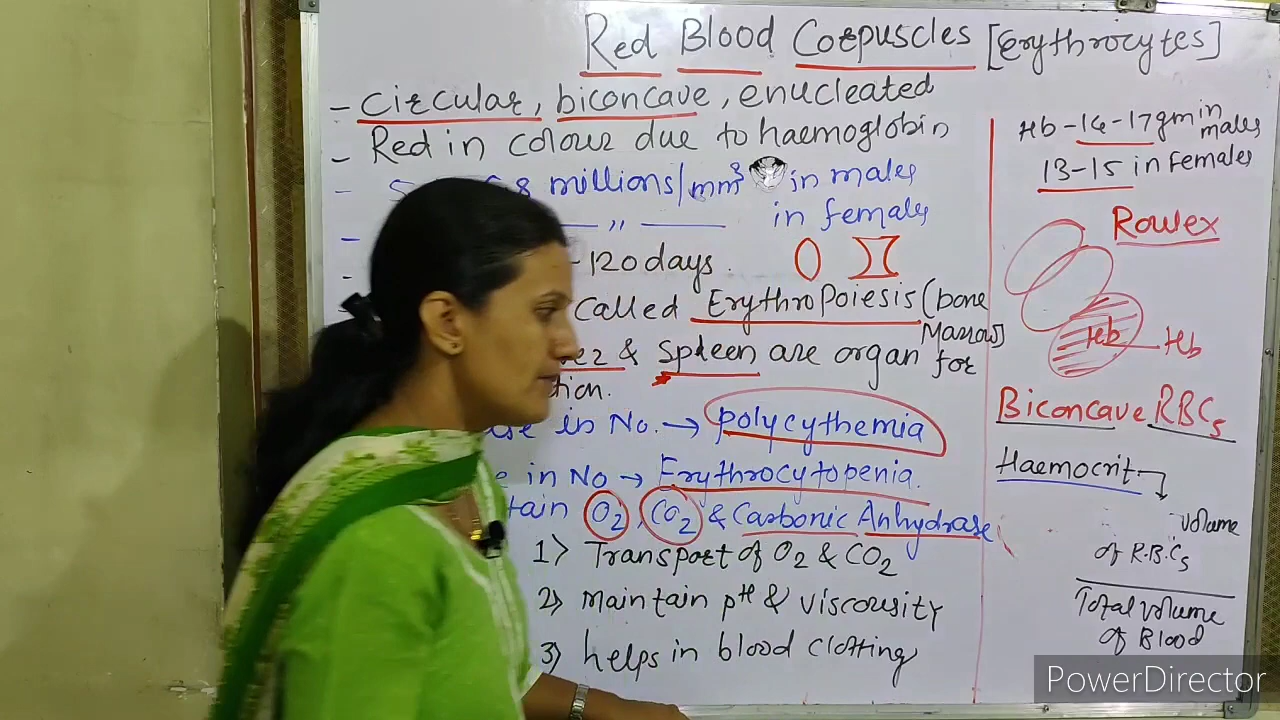 Red Blood Corpuscles [Erythrocytes]
- Circular, biconcave, enucleated
- Red in colour due to haemoglobin
- 5 8 millions/mm³ in males
- ,, in females
- 120 days.
called Erythropoiesis (bone Marrow)
& Spleen are organ for
tion.
in No. → polycythemia
in No → Erythrocytopenia.
tain O2, CO2 & Carbonic Anhydrase
1) Transport of O2 & CO2
2) maintain pH & viscousity
3) helps in blood clotting
Hb - 14-17gm in males
13-15 in females
Roulex
Hb - Hb
Biconcave RBCs
Haemocrit
volume
of R.B.Cs
Total volume
of Blood
PowerDirector